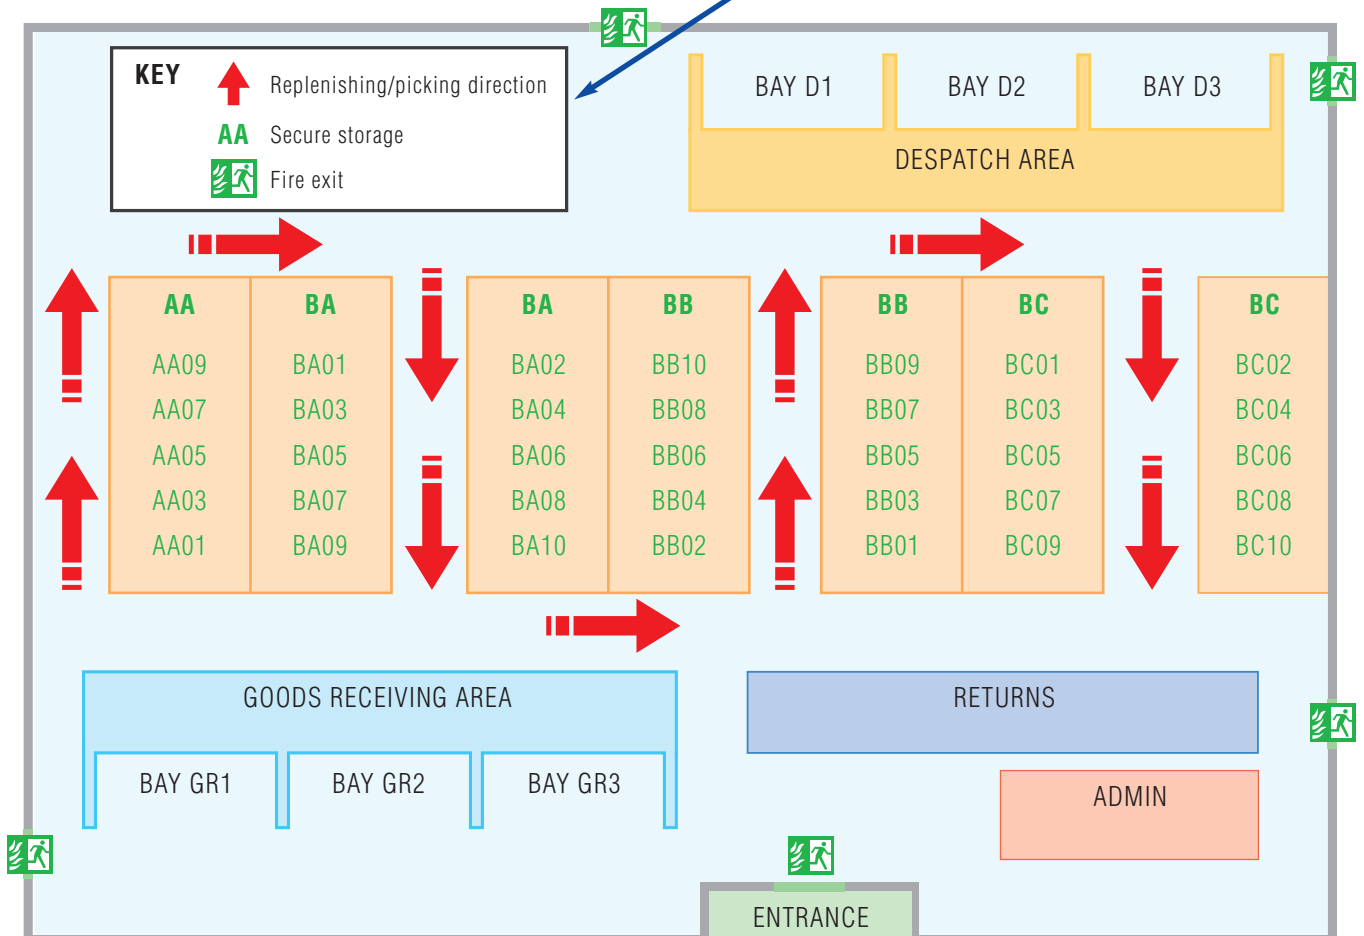 KEY
Replenishing/picking direction
AA Secure storage
Fire exit
BAY D1 BAY D2 BAY D3
DESPATCH AREA
AA BA BA BB BB BC BC
AA09 BA01 BA02 BB10 BB09 BC01 BC02
AA07 BA03 BA04 BB08 BB07 BC03 BC04
AA05 BA05 BA06 BB06 BB05 BC05 BC06
AA03 BA07 BA08 BB04 BB03 BC07 BC08
AA01 BA09 BA10 BB02 BB01 BC09 BC10
GOODS RECEIVING AREA
BAY GR1 BAY GR2 BAY GR3
RETURNS
ADMIN
ENTRANCE